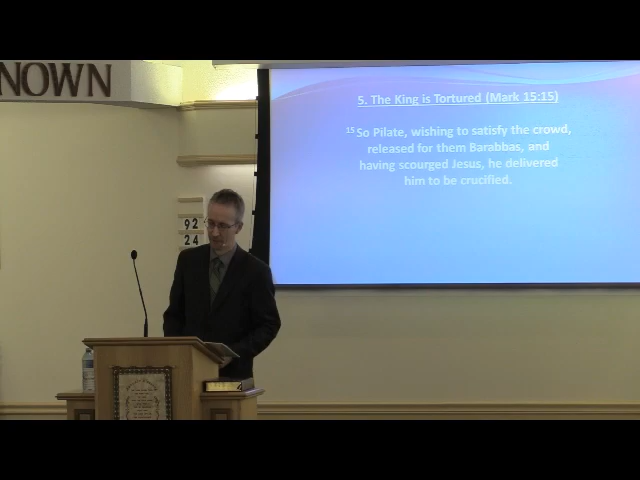 NOWN
5. The King is Tortured (Mark 15:15)
15 So Pilate, wishing to satisfy the crowd,
released for them Barabbas, and
having scourged Jesus, he delivered
him to be crucified.
92
24